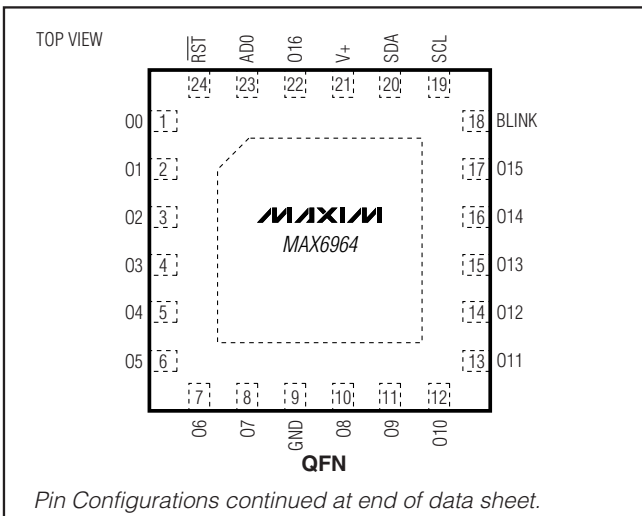 TOP VIEW
RST AD0 O16 V+ SDA SCL
24 23 22 21 20 19
O0 1 18 BLINK
O1 2 17 O15
O2 3 16 O14
MAXIM
MAX6964
O3 4 15 O13
O4 5 14 O12
O5 6 13 O11
7 8 9 10 11 12
O6 O7 GND O8 O9 O10
QFN
Pin Configurations continued at end of data sheet.